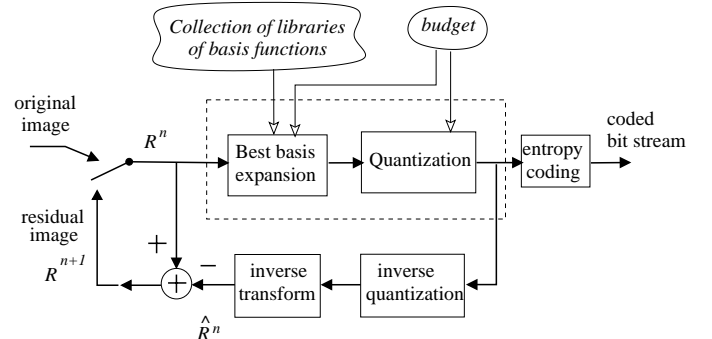 Collection of libraries
of basis functions
budget
original
image
R^n
Best basis
expansion
Quantization
entropy
coding
coded
bit stream
residual
image
R^{n+1}
+
−
+
R̂^n
inverse
transform
inverse
quantization